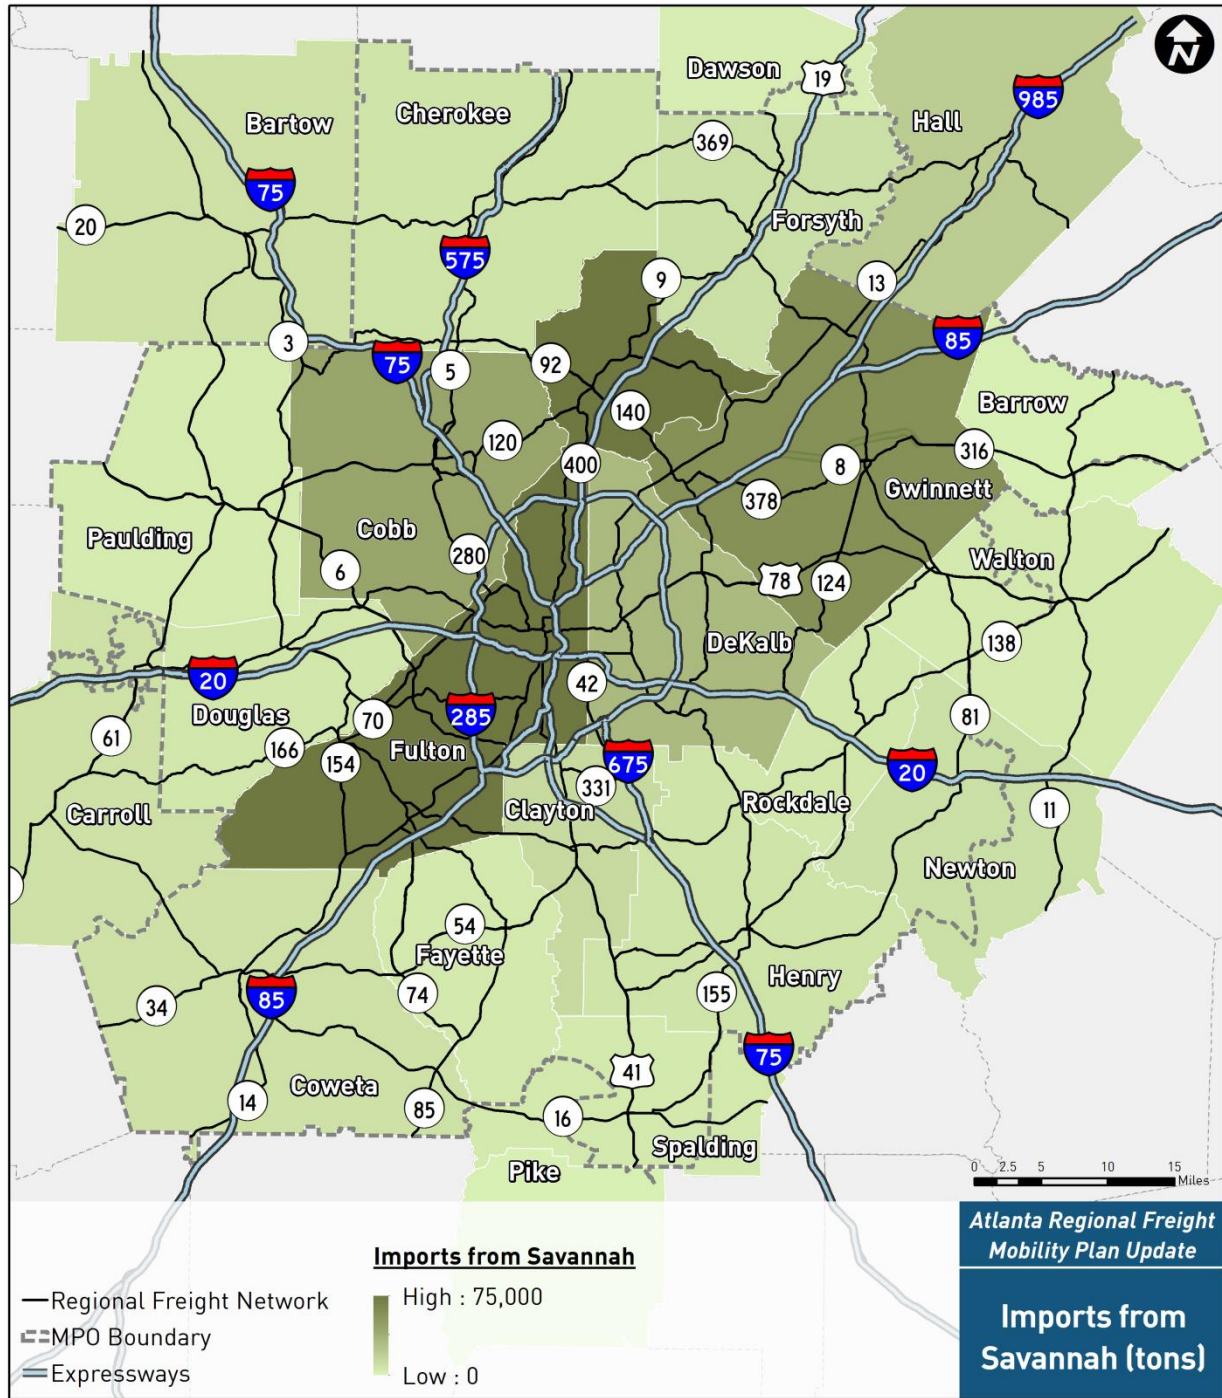 N
Dawson
19
985
Hall
Cherokee
Bartow
369
75
20
Forsyth
575
9
13
3
85
75
5
92
Barrow
140
120
316
400
8
Gwinnett
378
Cobb
Paulding
280
Walton
6
78
124
138
DeKalb
20
42
Douglas
70
285
81
61
166
Fulton
154
675
20
331
Rockdale
Clayton
Carroll
11
Newton
54
Fayette
Henry
34
85
74
155
75
41
Coweta
14
85
16
Spalding
Pike
0 2.5 5 10 15
Miles
Atlanta Regional Freight
Mobility Plan Update
Imports from
Savannah (tons)
Imports from Savannah
High : 75,000
Low : 0
Regional Freight Network
MPO Boundary
Expressways